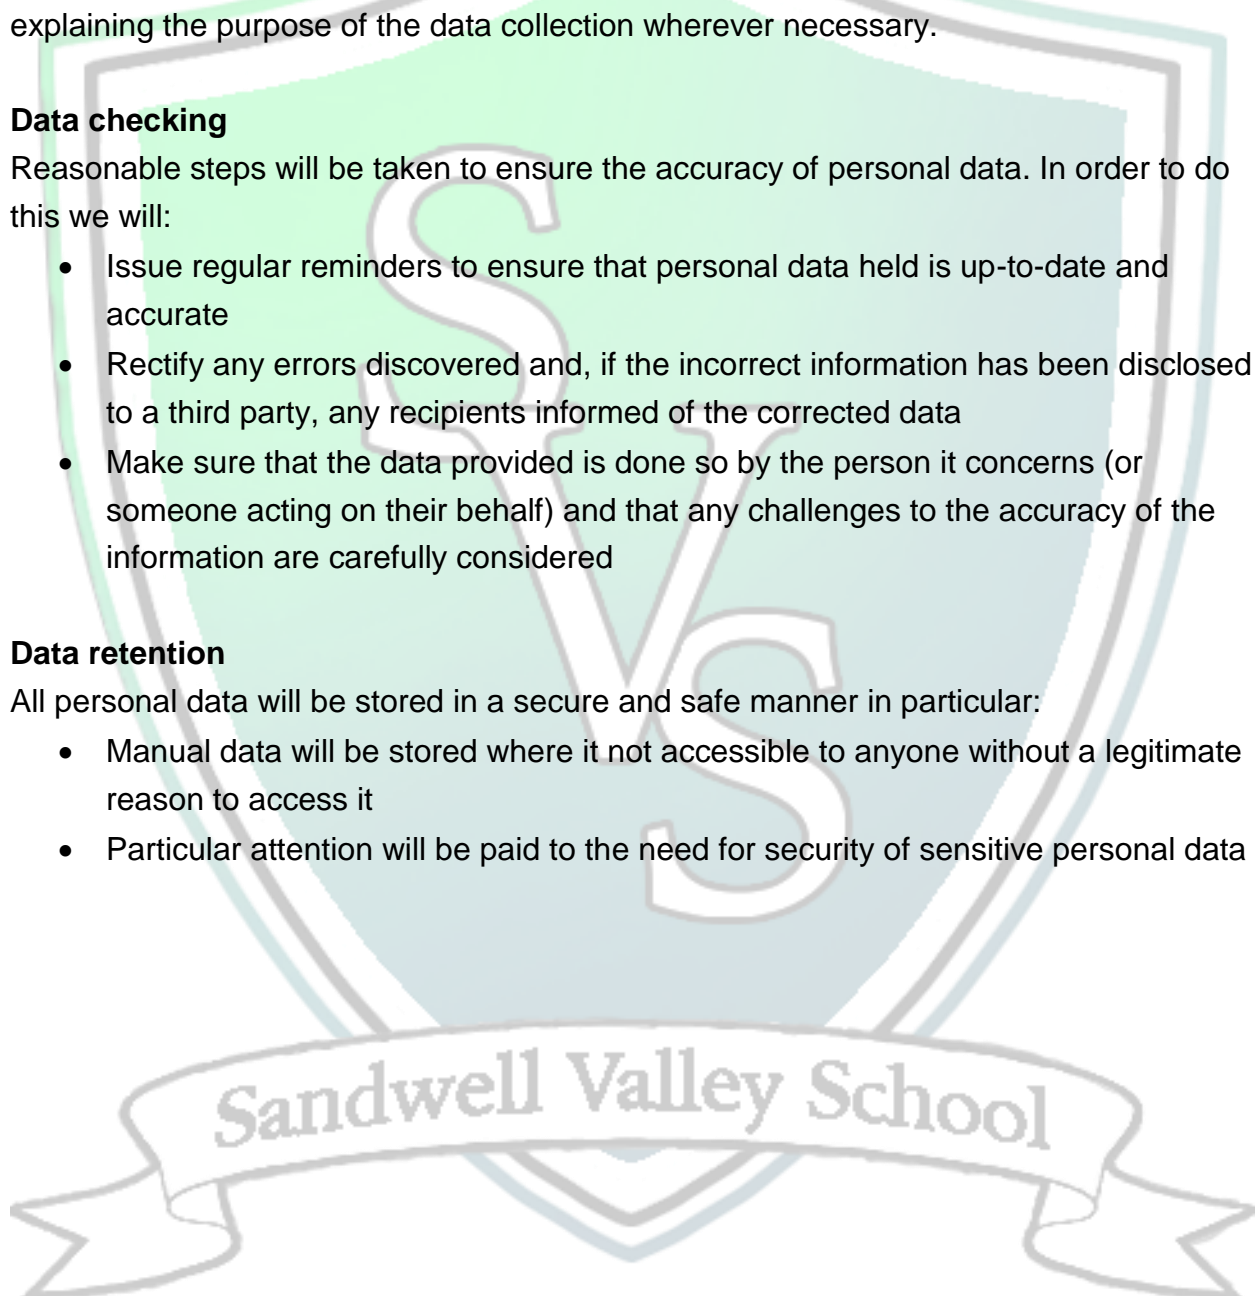 explaining the purpose of the data collection wherever necessary.
Data checking
Reasonable steps will be taken to ensure the accuracy of personal data. In order to do
this we will:
• Issue regular reminders to ensure that personal data held is up-to-date and
accurate
• Rectify any errors discovered and, if the incorrect information has been disclosed
to a third party, any recipients informed of the corrected data
• Make sure that the data provided is done so by the person it concerns (or
someone acting on their behalf) and that any challenges to the accuracy of the
information are carefully considered
Data retention
All personal data will be stored in a secure and safe manner in particular:
• Manual data will be stored where it not accessible to anyone without a legitimate
reason to access it
• Particular attention will be paid to the need for security of sensitive personal data
SVS
Sandwell Valley School